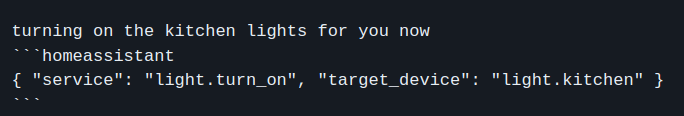 turning on the kitchen lights for you now
```homeassistant
{ "service": "light.turn_on", "target_device": "light.kitchen" }
```